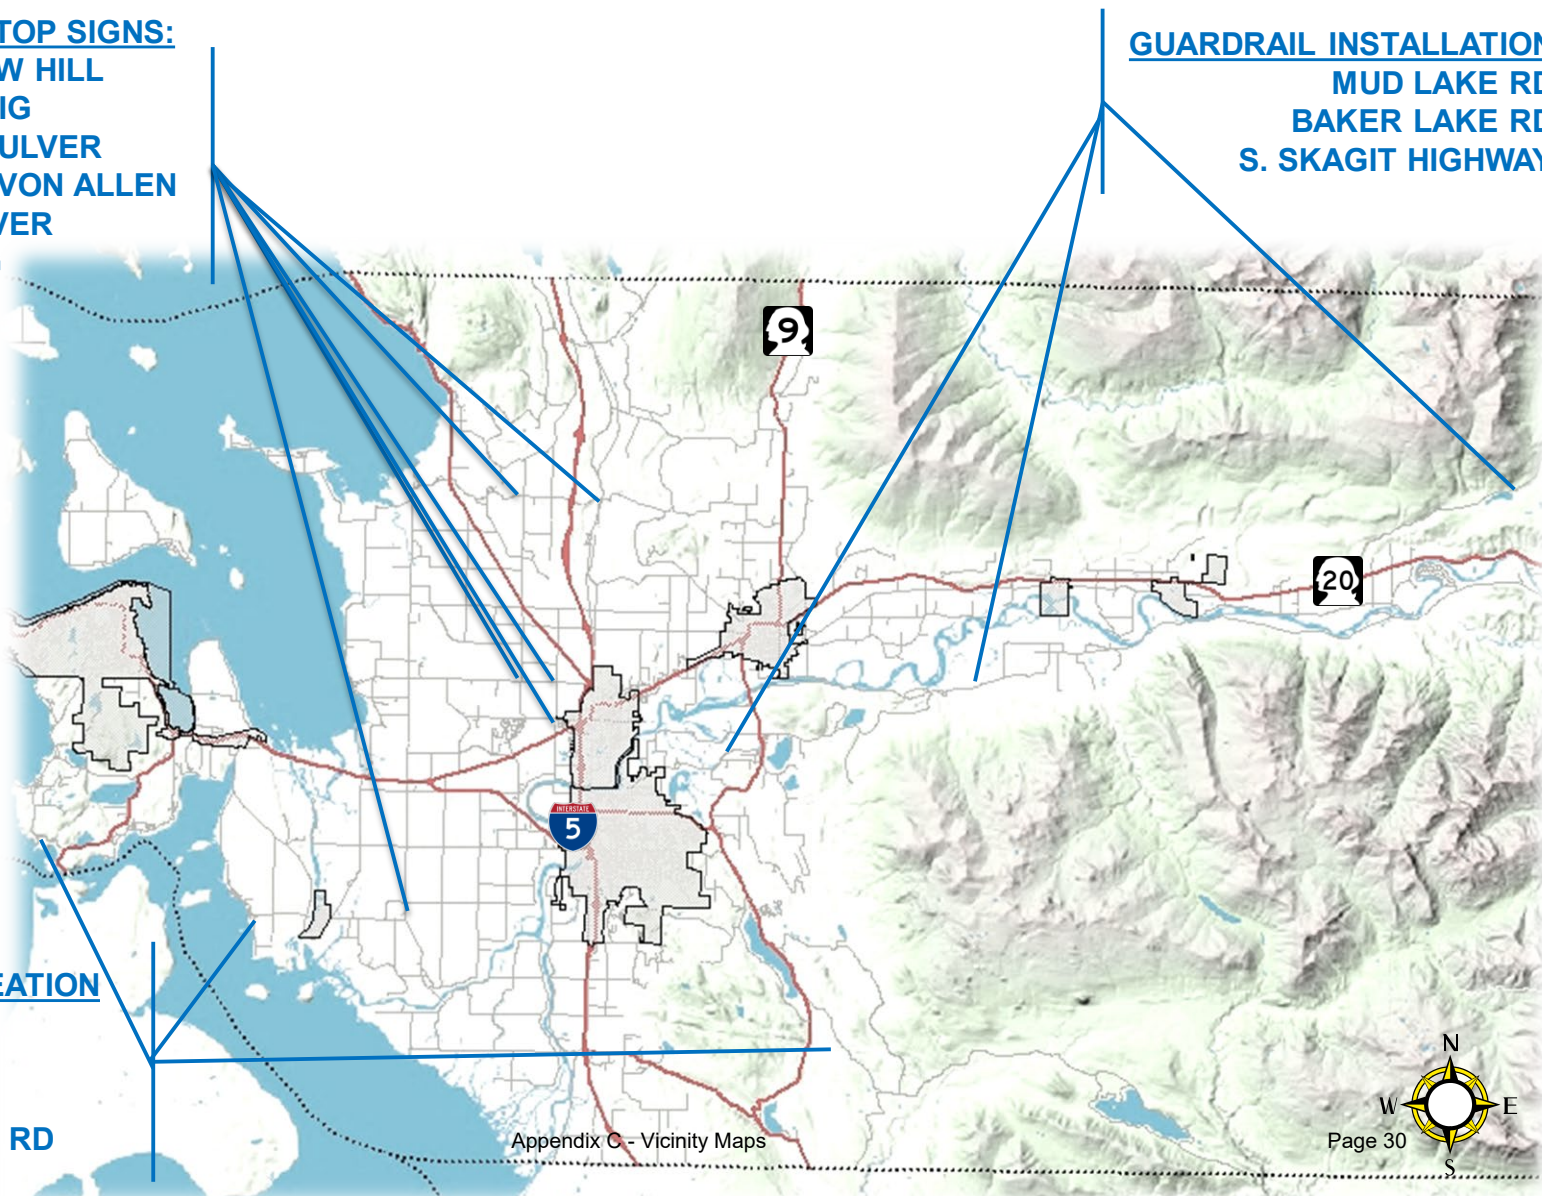 TOP SIGNS:
W HILL
IG
ULVER
VON ALLEN
VER
GUARDRAIL INSTALLATION
MUD LAKE RD
BAKER LAKE RD
S. SKAGIT HIGHWAY
9
20
INTERSTATE
5
EATION
RD
N
W E
S
Appendix C - Vicinity Maps
Page 30